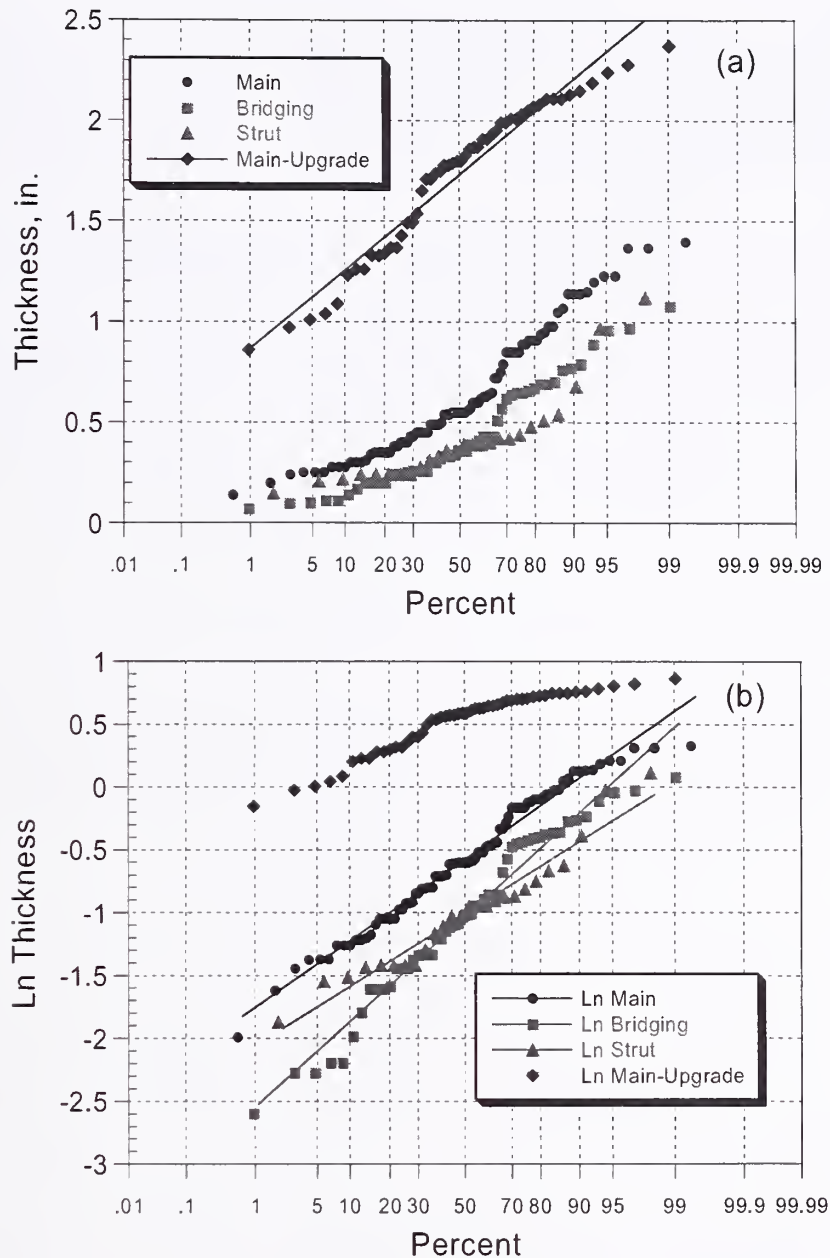 2.5
2
1.5
1
0.5
0
Thickness, in.
(a)
Main
Bridging
Strut
Main-Upgrade
.01 .1 1 5 10 20 30 50 70 80 90 95 99 99.9 99.99
Percent
1
0.5
0
-0.5
-1
-1.5
-2
-2.5
-3
Ln Thickness
(b)
Ln Main
Ln Bridging
Ln Strut
Ln Main-Upgrade
.01 .1 1 5 10 20 30 50 70 80 90 95 99 99.9 99.99
Percent